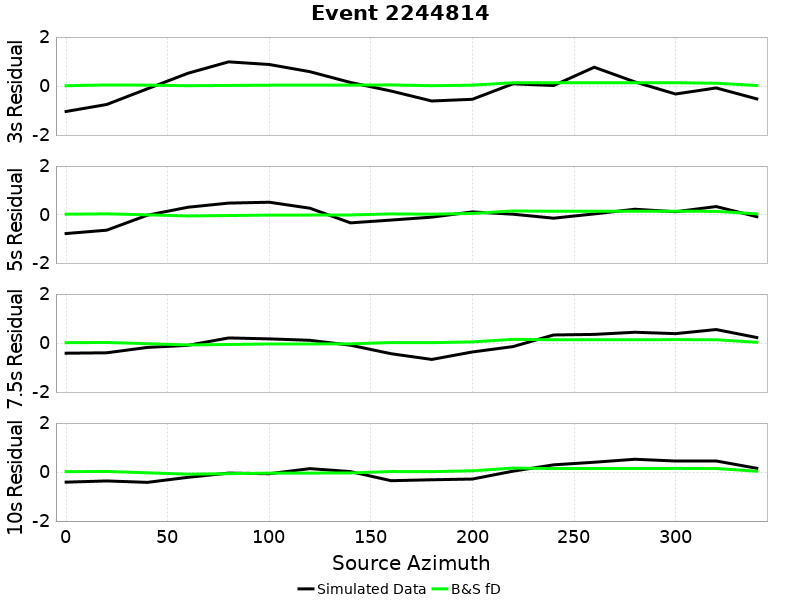 Event 2244814
3s Residual
2
0
-2
5s Residual
2
0
-2
7.5s Residual
2
0
-2
10s Residual
2
0
-2
0 50 100 150 200 250 300
Source Azimuth
Simulated Data B&S fD